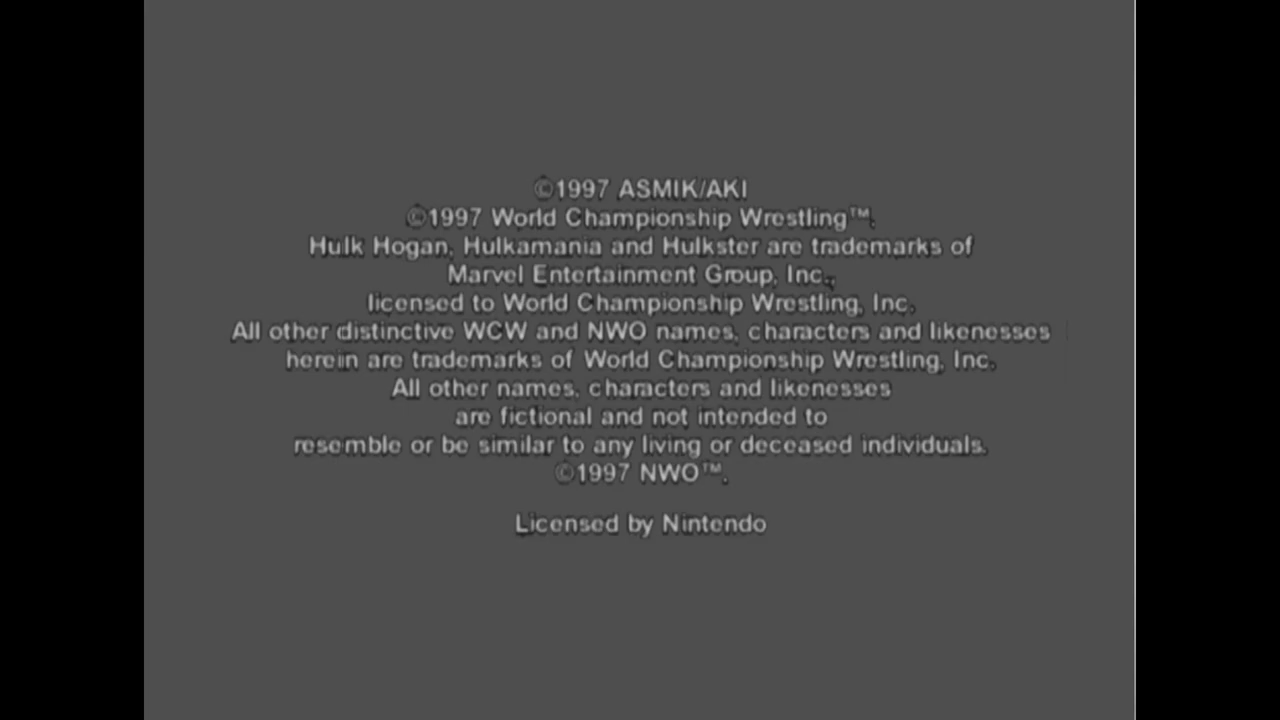 ©1997 ASMIK/AKI
©1997 World Championship Wrestling™.
Hulk Hogan, Hulkamania and Hulkster are trademarks of
Marvel Entertainment Group, Inc.,
licensed to World Championship Wrestling, Inc.
All other distinctive WCW and NWO names, characters and likenesses
herein are trademarks of World Championship Wrestling, Inc.
All other names, characters and likenesses
are fictional and not intended to
resemble or be similar to any living or deceased individuals.
©1997 NWO™.
Licensed by Nintendo